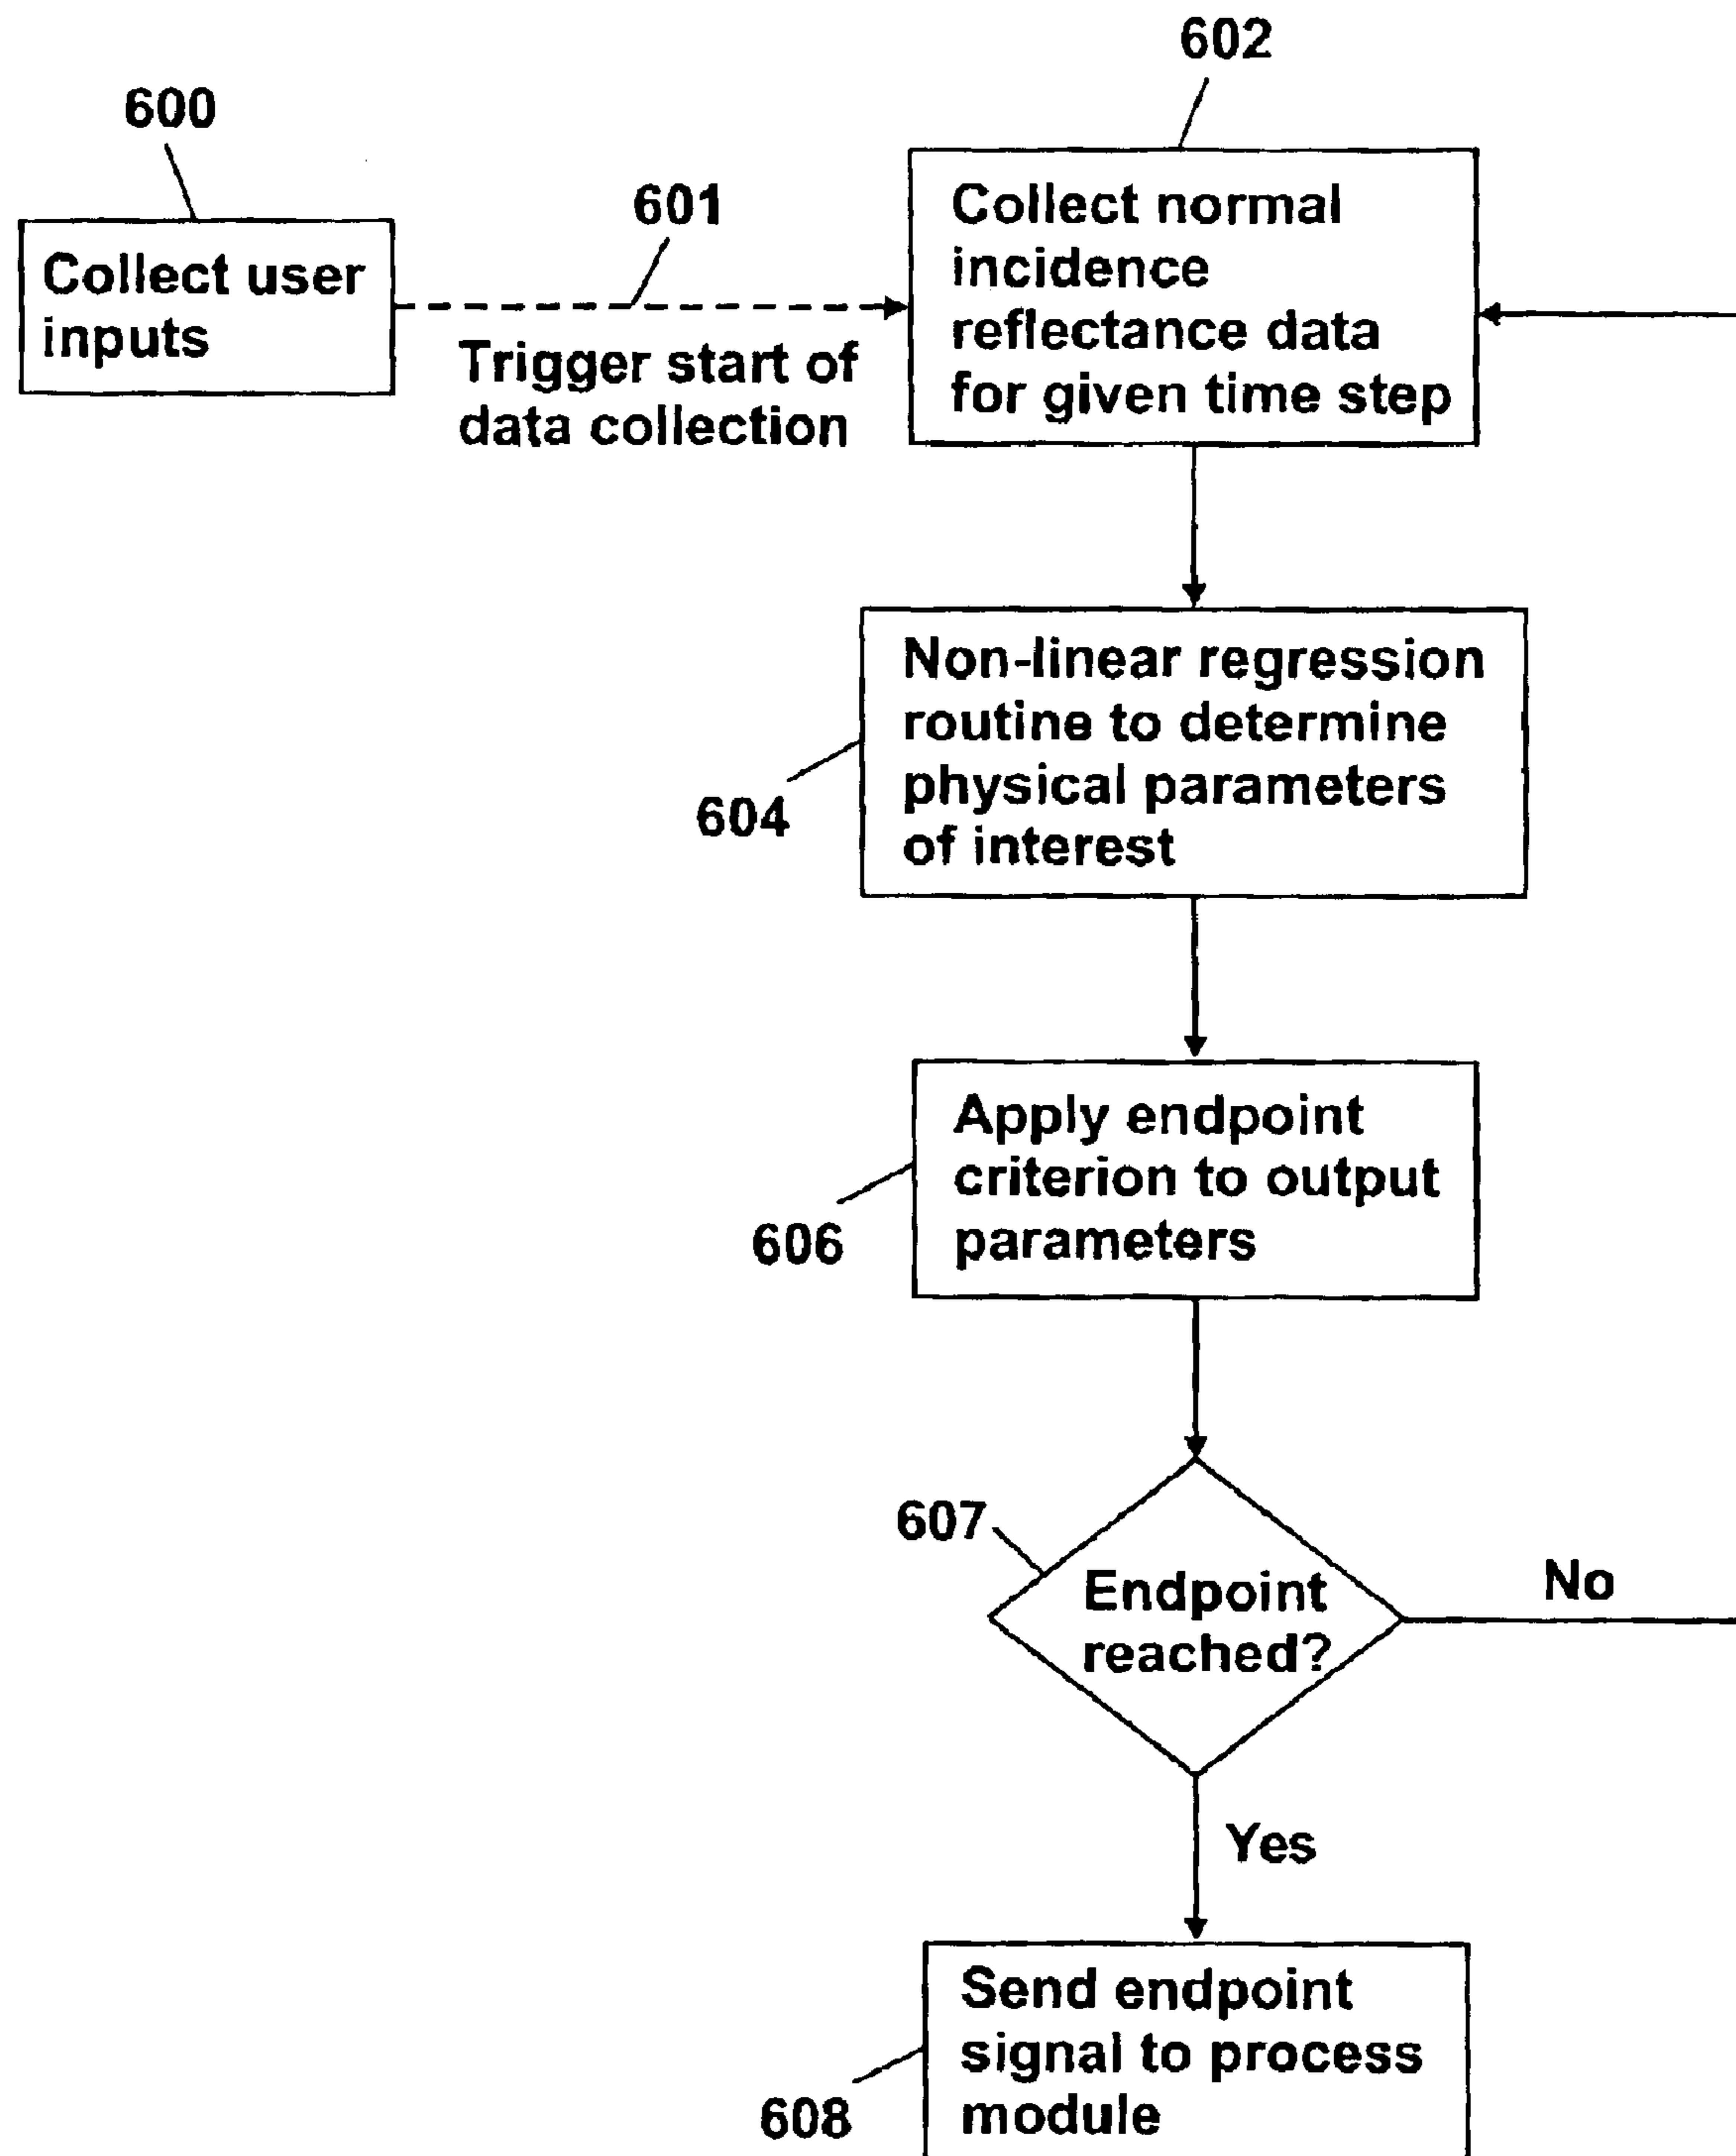 602
600
601
Collect user
inputs
Trigger start of
data collection
Collect normal
incidence
reflectance data
for given time step
Non-linear regression
routine to determine
physical parameters
of interest
604
Apply endpoint
criterion to output
parameters
606
607
Endpoint
reached?
No
Yes
Send endpoint
signal to process
module
608